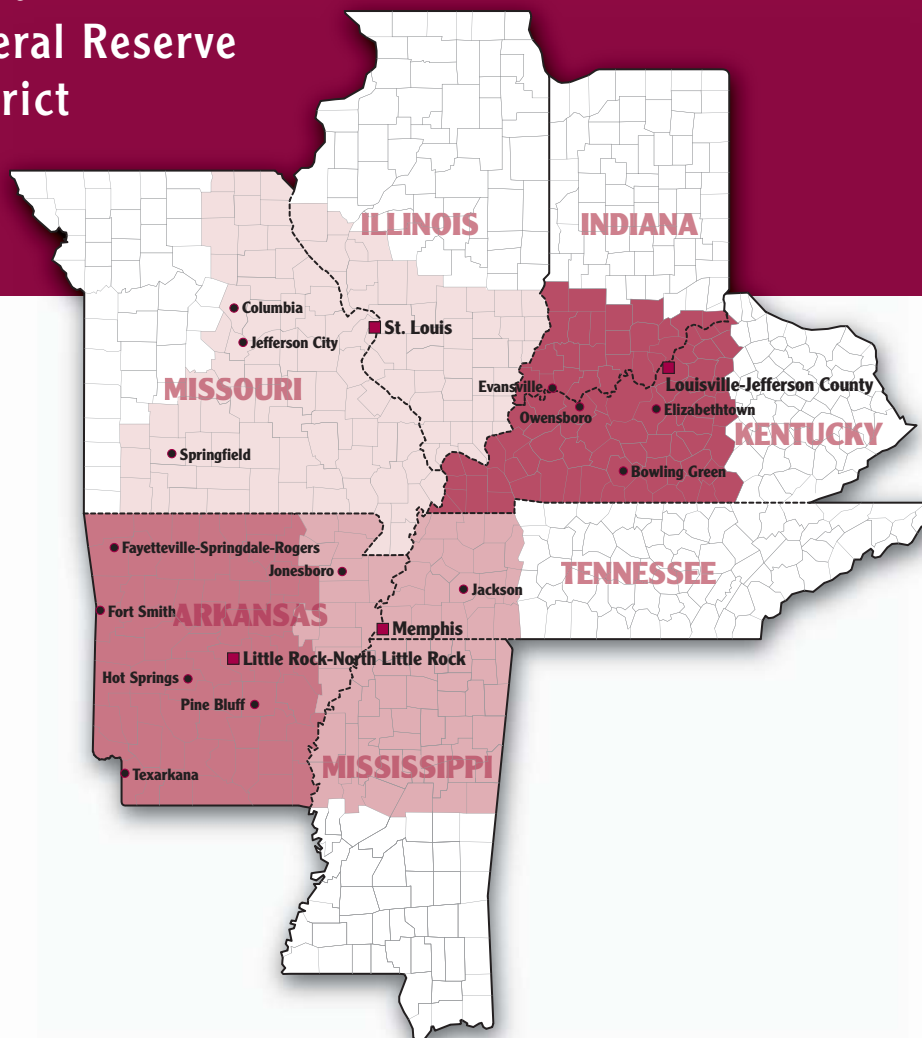 eral Reserve
rict
ILLINOIS
INDIANA
Columbia
St. Louis
Jefferson City
MISSOURI
Evansville
Louisville-Jefferson County
Owensboro
Elizabethtown
KENTUCKY
Springfield
Bowling Green
Fayetteville-Springdale-Rogers
Jonesboro
TENNESSEE
Jackson
Fort Smith
ARKANSAS
Memphis
Little Rock-North Little Rock
Hot Springs
Pine Bluff
MISSISSIPPI
Texarkana